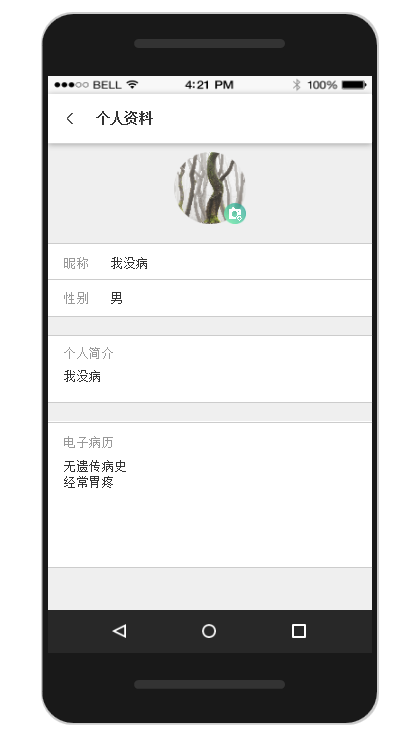 BELL
4:21 PM
100%
个人资料
昵称 我没病
性别 男
个人简介
我没病
电子病历
无遗传病史
经常胃疼